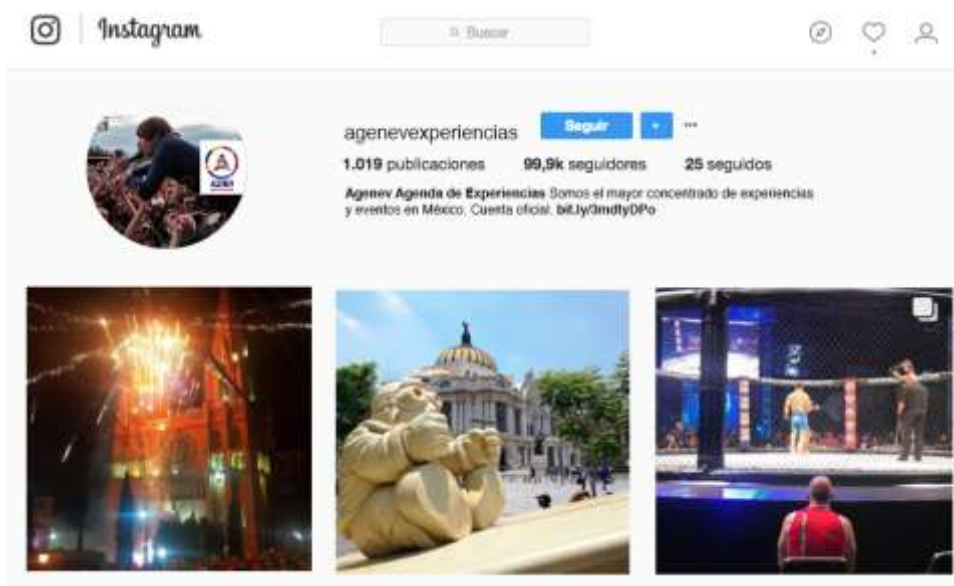 Instagram
Buscar
agenevexperiencias Seguir
1.019 publicaciones 99,9k seguidores 25 seguidos
Agenev Agenda de Experiencias Somos el mayor concentrado de experiencias
y eventos en México. Cuenta oficial. bit.ly/3mdtyDPo
AGENEV